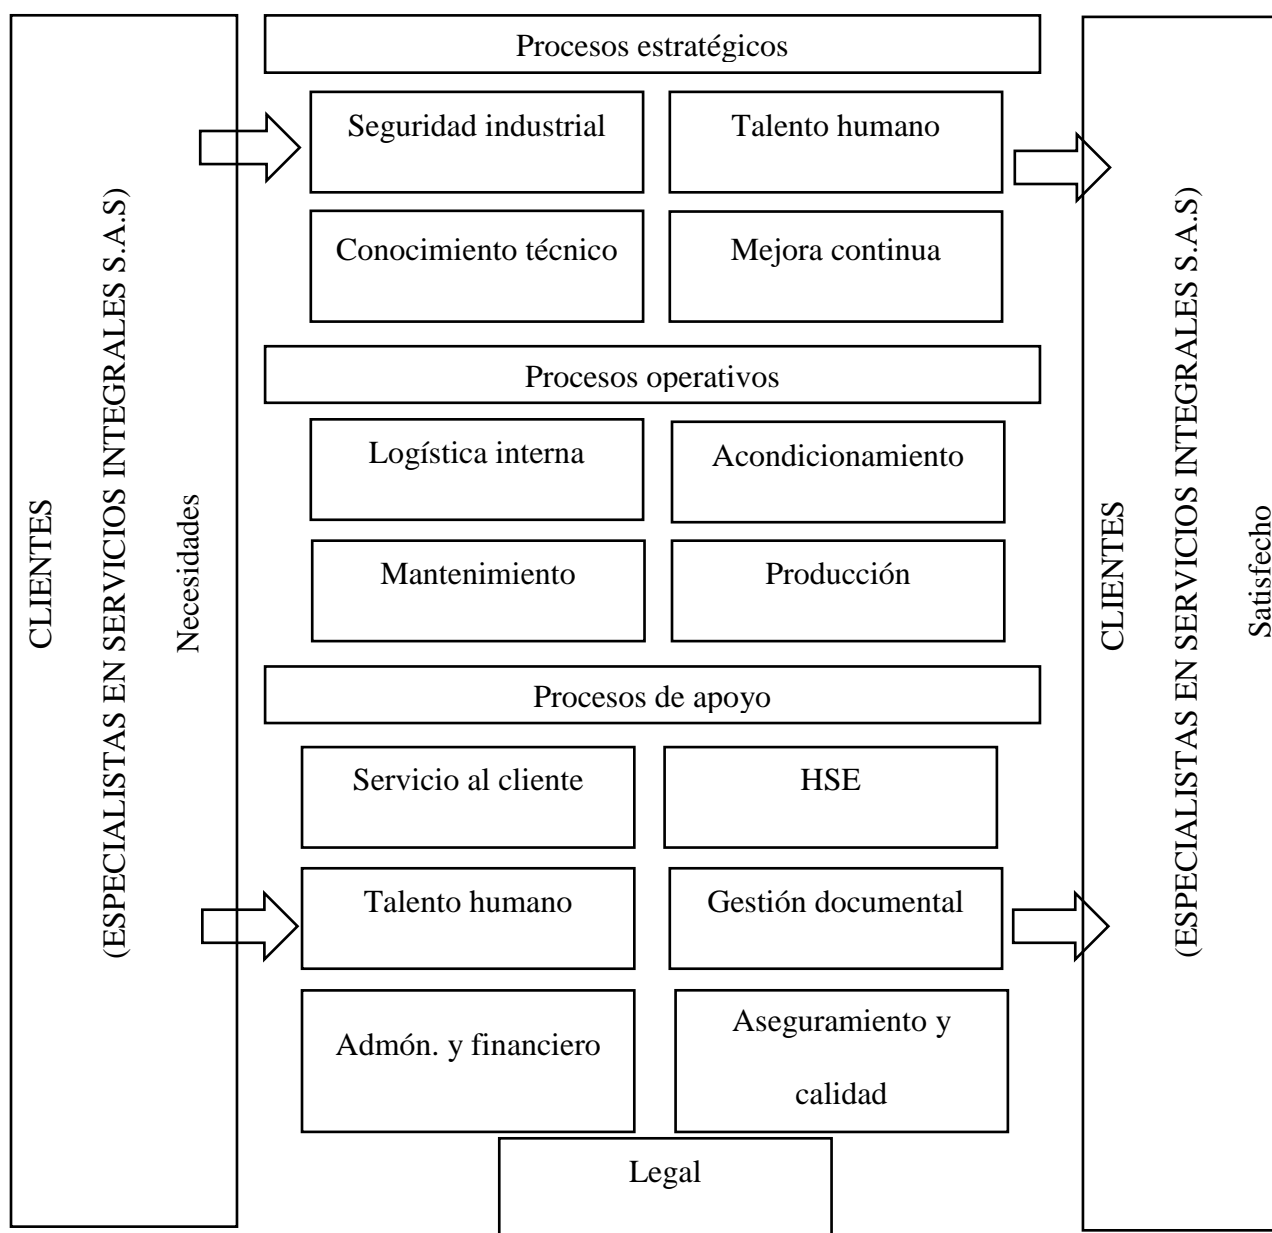 CLIENTES
(ESPECIALISTAS EN SERVICIOS INTEGRALES S.A.S)
Necesidades
Procesos estratégicos
Seguridad industrial
Talento humano
Conocimiento técnico
Mejora continua
Procesos operativos
Logística interna
Acondicionamiento
Mantenimiento
Producción
Procesos de apoyo
Servicio al cliente
HSE
Talento humano
Gestión documental
Admón. y financiero
Aseguramiento y
calidad
Legal
CLIENTES
(ESPECIALISTAS EN SERVICIOS INTEGRALES S.A.S)
Satisfecho